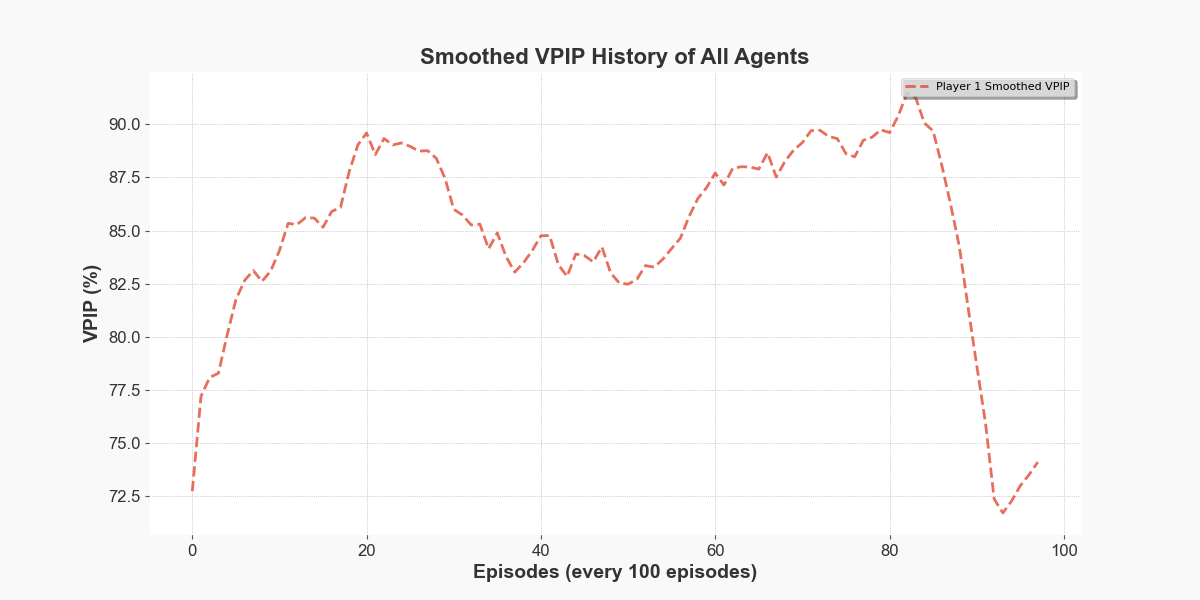 Smoothed VPIP History of All Agents
Player 1 Smoothed VPIP
VPIP (%)
90.0
87.5
85.0
82.5
80.0
77.5
75.0
72.5
0 20 40 60 80 100
Episodes (every 100 episodes)